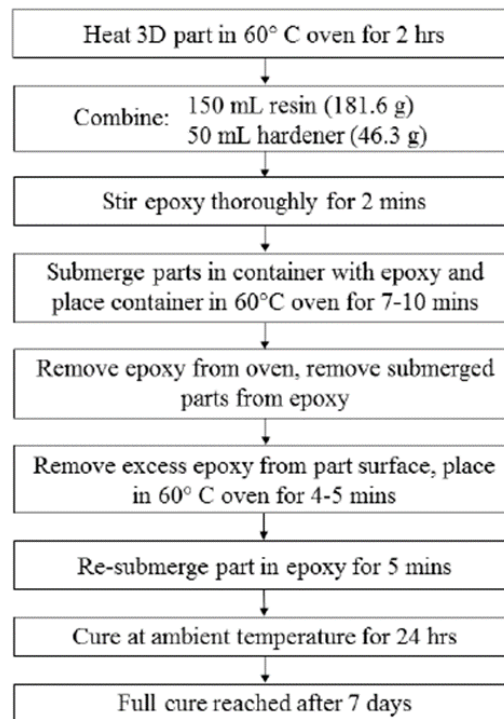 Heat 3D part in 60° C oven for 2 hrs
Combine: 150 mL resin (181.6 g)
50 mL hardener (46.3 g)
Stir epoxy thoroughly for 2 mins
Submerge parts in container with epoxy and
place container in 60°C oven for 7-10 mins
Remove epoxy from oven, remove submerged
parts from epoxy
Remove excess epoxy from part surface, place
in 60° C oven for 4-5 mins
Re-submerge part in epoxy for 5 mins
Cure at ambient temperature for 24 hrs
Full cure reached after 7 days